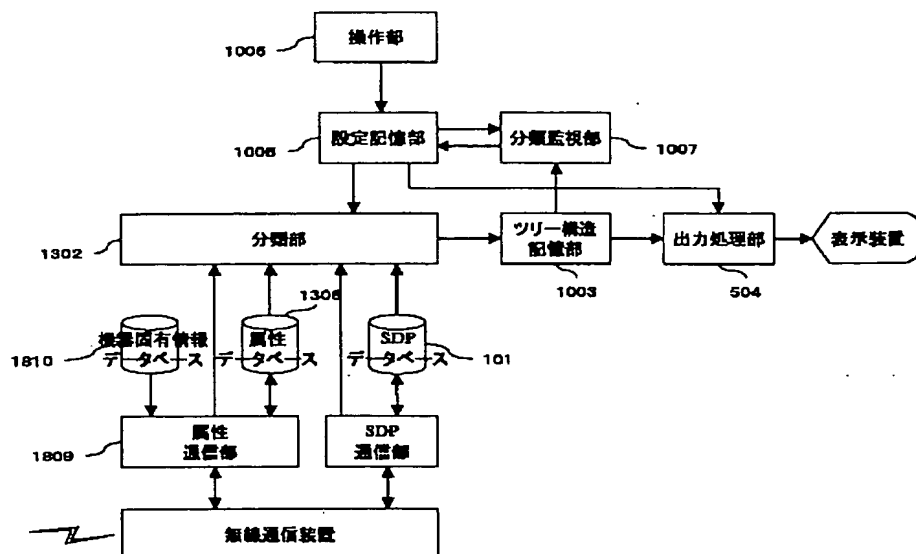 操作部
1006
設定記憶部
1005
分類監視部
1007
分類部
1302
ツリー構造
記憶部
1003
出力処理部
504
表示装置
機器固有情報
データベース
1810
属性
データベース
1306
SDP
データベース
101
属性
通信部
1809
SDP
通信部
無線通信装置